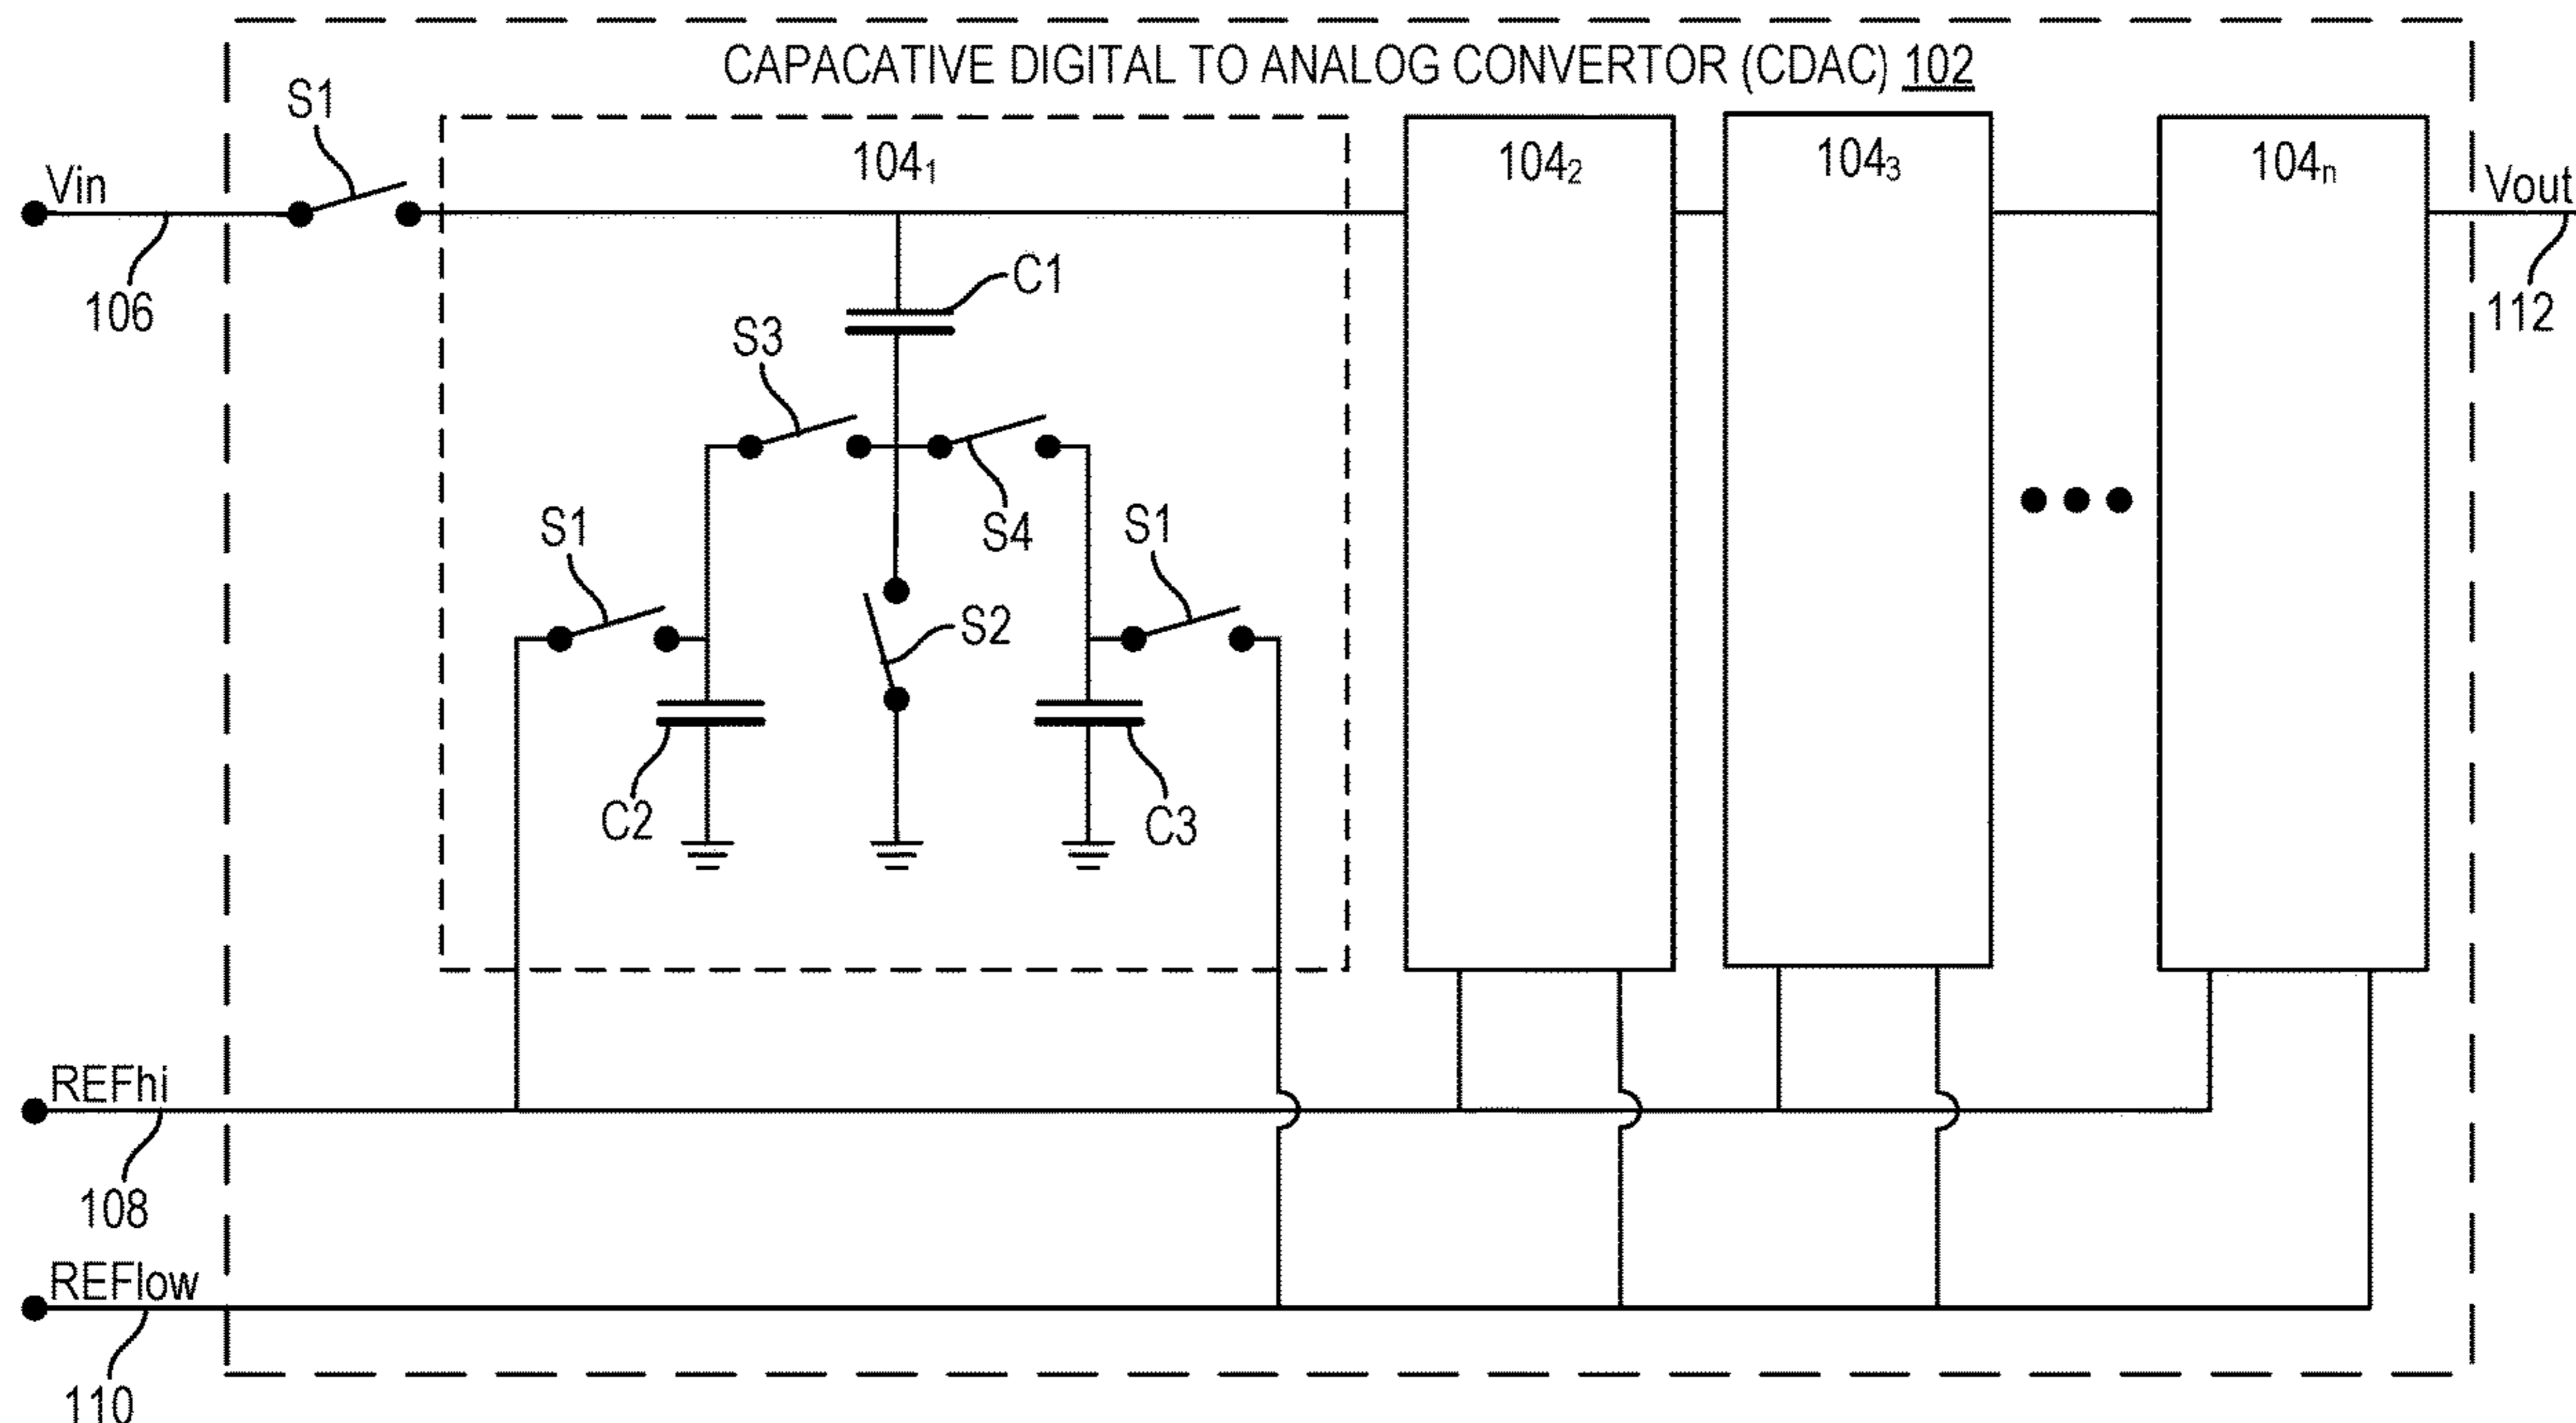 CAPACATIVE DIGITAL TO ANALOG CONVERTOR (CDAC) 102
S1
Vin
106
104₁
104₂
104₃
104ₙ
Vout
112
C1
S3
S4
S1
S1
S2
C2
C3
REFhi
108
REFlow
110